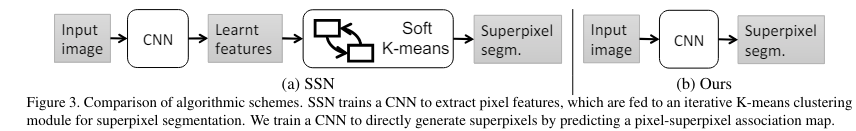 Input image
CNN
Learnt features
Soft K-means
Superpixel segm.
Input image
CNN
Superpixel segm.
(a) SSN
(b) Ours
Figure 3. Comparison of algorithmic schemes. SSN trains a CNN to extract pixel features, which are fed to an iterative K-means clustering
module for superpixel segmentation. We train a CNN to directly generate superpixels by predicting a pixel-superpixel association map.